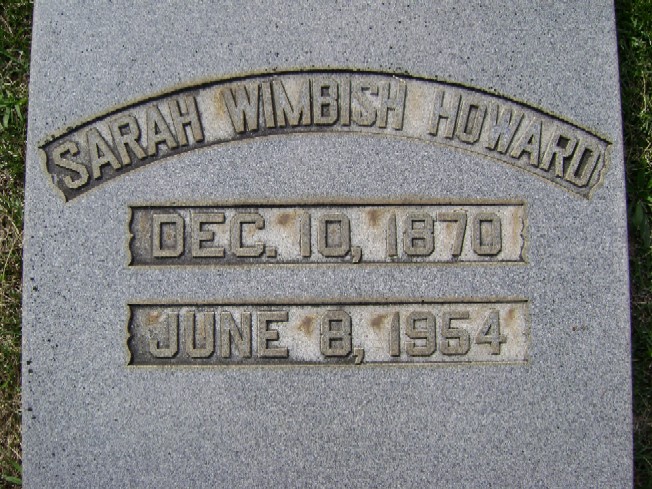 SARAH WIMBISH HOWARD
DEC. 10, 1870
JUNE 8, 1954